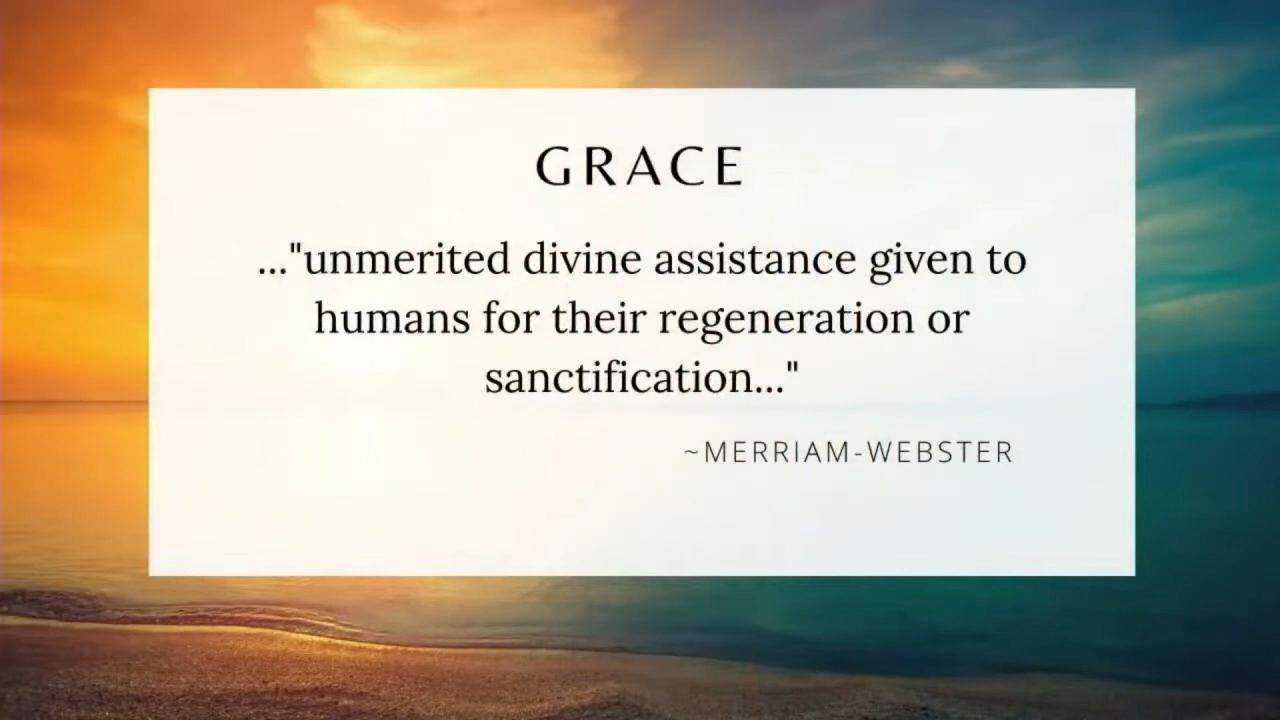 GRACE
..."unmerited divine assistance given to
humans for their regeneration or
sanctification..."
~MERRIAM-WEBSTER